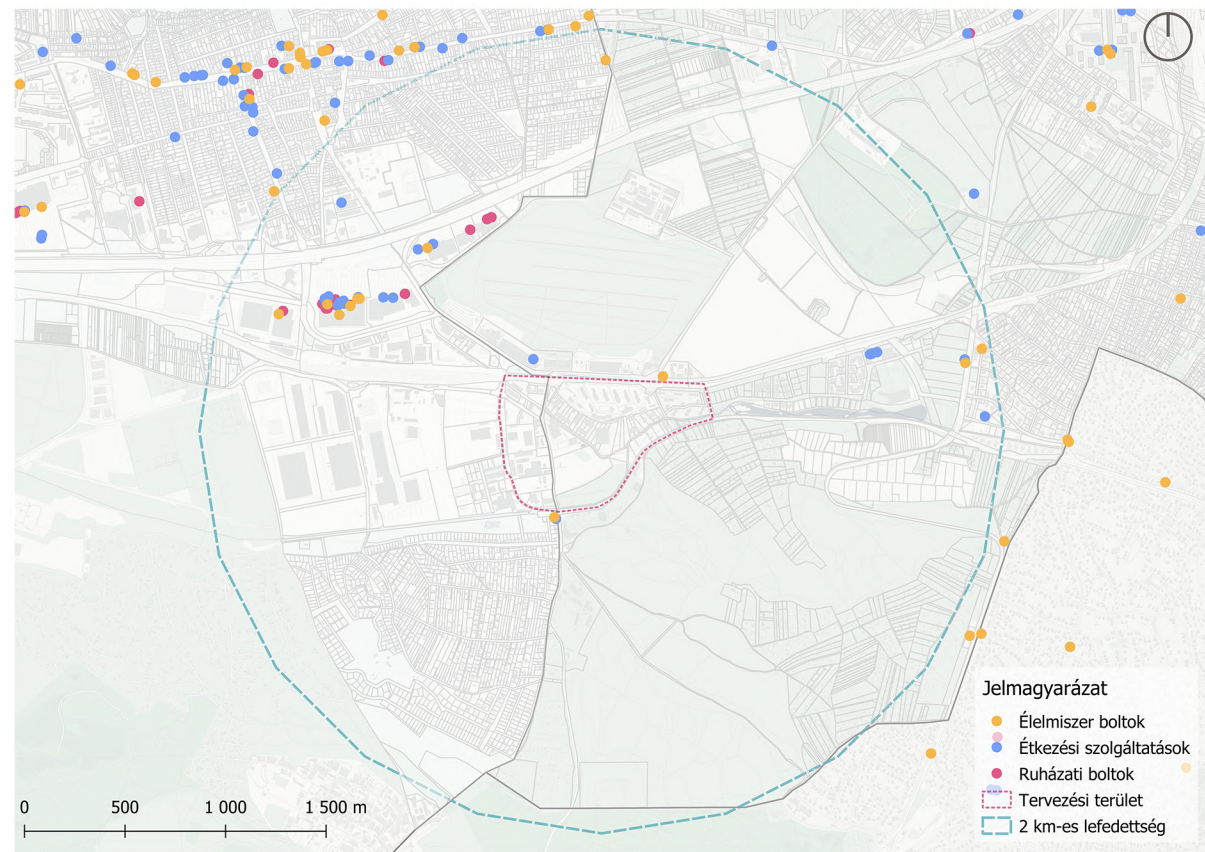 Jelmagyarázat
Élelmiszer boltok
Étkezési szolgáltatások
Ruházati boltok
Tervezési terület
2 km-es lefedettség
0 500 1 000 1 500 m